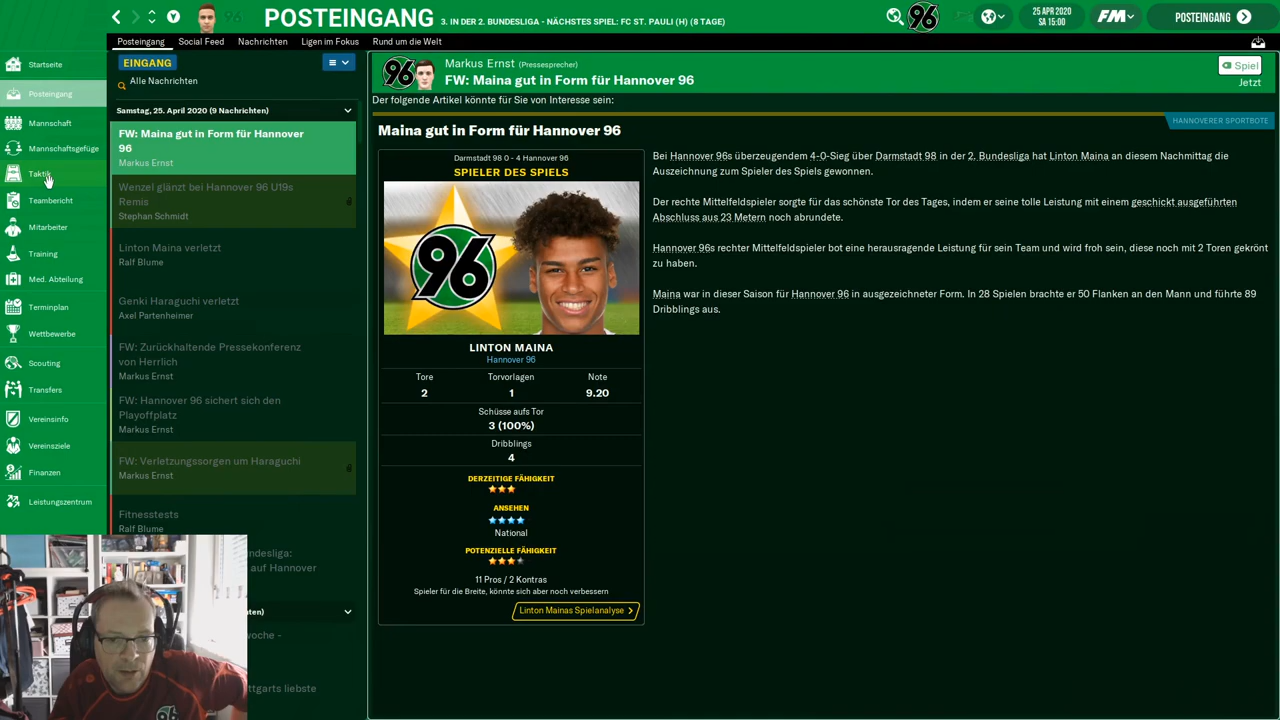 POSTEINGANG
3. IN DER 2. BUNDESLIGA - NÄCHSTES SPIEL: FC ST. PAULI (H) (8 TAGE)
96
25 APR 2020
SA 15:00
FM
POSTEINGANG
Posteingang
Social Feed
Nachrichten
Ligen im Fokus
Rund um die Welt
Startseite
Posteingang
Mannschaft
Mannschaftsgefüge
Taktik
Teambericht
Mitarbeiter
Training
Med. Abteilung
Terminplan
Wettbewerbe
Scouting
Transfers
Vereinsinfo
Vereinsziele
Finanzen
Leistungszentrum
EINGANG
Alle Nachrichten
Samstag, 25. April 2020 (9 Nachrichten)
FW: Maina gut in Form für Hannover
96
Markus Ernst
Wenzel glänzt bei Hannover 96 U19s
Remis
Stephan Schmidt
Linton Maina verletzt
Ralf Blume
Genki Haraguchi verletzt
Axel Partenheimer
FW: Zurückhaltende Pressekonferenz
von Herrlich
Markus Ernst
FW: Hannover 96 sichert sich den
Playoffplatz
Markus Ernst
FW: Verletzungssorgen um Haraguchi
Markus Ernst
Fitnesstests
Ralf Blume
ndesliga:
auf Hannover
ten)
woche -
tgarts liebste
96
Markus Ernst (Pressesprecher)
FW: Maina gut in Form für Hannover 96
Spiel
Jetzt
Der folgende Artikel könnte für Sie von Interesse sein:
HANNOVERER SPORTBOTE
Maina gut in Form für Hannover 96
Darmstadt 98 0 - 4 Hannover 96
SPIELER DES SPIELS
96
LINTON MAINA
Hannover 96
Tore
Torvorlagen
Note
2
1
9.20
Schüsse aufs Tor
3 (100%)
Dribblings
4
DERZEITIGE FÄHIGKEIT
ANSEHEN
National
POTENZIELLE FÄHIGKEIT
11 Pros / 2 Kontras
Spieler für die Breite, könnte sich aber noch verbessern
Linton Mainas Spielanalyse
Bei Hannover 96s überzeugendem 4-0-Sieg über Darmstadt 98 in der 2. Bundesliga hat Linton Maina an diesem Nachmittag die
Auszeichnung zum Spieler des Spiels gewonnen.
Der rechte Mittelfeldspieler sorgte für das schönste Tor des Tages, indem er seine tolle Leistung mit einem geschickt ausgeführten
Abschluss aus 23 Metern noch abrundete.
Hannover 96s rechter Mittelfeldspieler bot eine herausragende Leistung für sein Team und wird froh sein, diese noch mit 2 Toren gekrönt
zu haben.
Maina war in dieser Saison für Hannover 96 in ausgezeichneter Form. In 28 Spielen brachte er 50 Flanken an den Mann und führte 89
Dribblings aus.